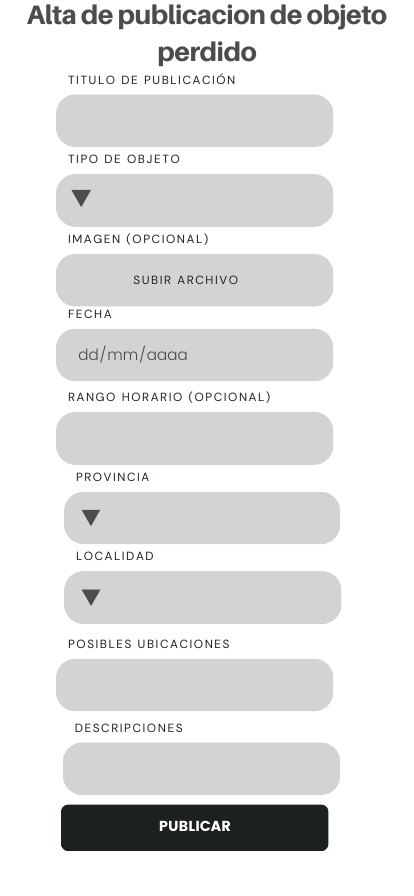 Alta de publicacion de objeto
perdido
TITULO DE PUBLICACIÓN
TIPO DE OBJETO
IMAGEN (OPCIONAL)
SUBIR ARCHIVO
FECHA
dd/mm/aaaa
RANGO HORARIO (OPCIONAL)
PROVINCIA
LOCALIDAD
POSIBLES UBICACIONES
DESCRIPCIONES
PUBLICAR